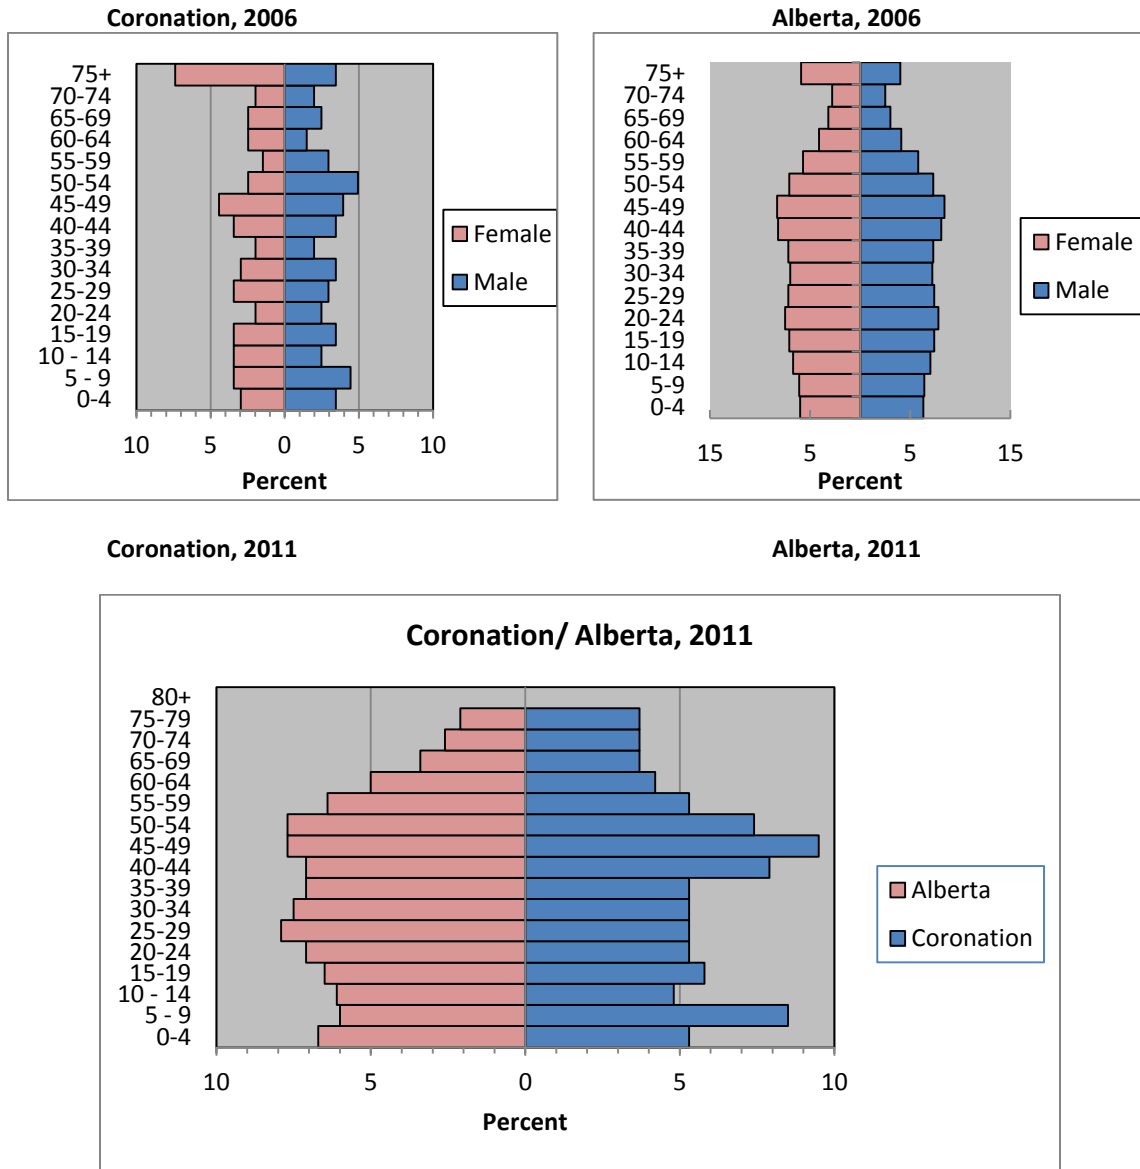 Coronation, 2006
75+
70-74
65-69
60-64
55-59
50-54
45-49
40-44
35-39
30-34
25-29
20-24
15-19
10 - 14
5 - 9
0-4
10 5 0 5 10
Percent
Female
Male
Alberta, 2006
75+
70-74
65-69
60-64
55-59
50-54
45-49
40-44
35-39
30-34
25-29
20-24
15-19
10-14
5-9
0-4
15 5 5 15
Percent
Female
Male
Coronation, 2011
Alberta, 2011
Coronation/ Alberta, 2011
80+
75-79
70-74
65-69
60-64
55-59
50-54
45-49
40-44
35-39
30-34
25-29
20-24
15-19
10 - 14
5 - 9
0-4
10 5 0 5 10
Percent
Alberta
Coronation